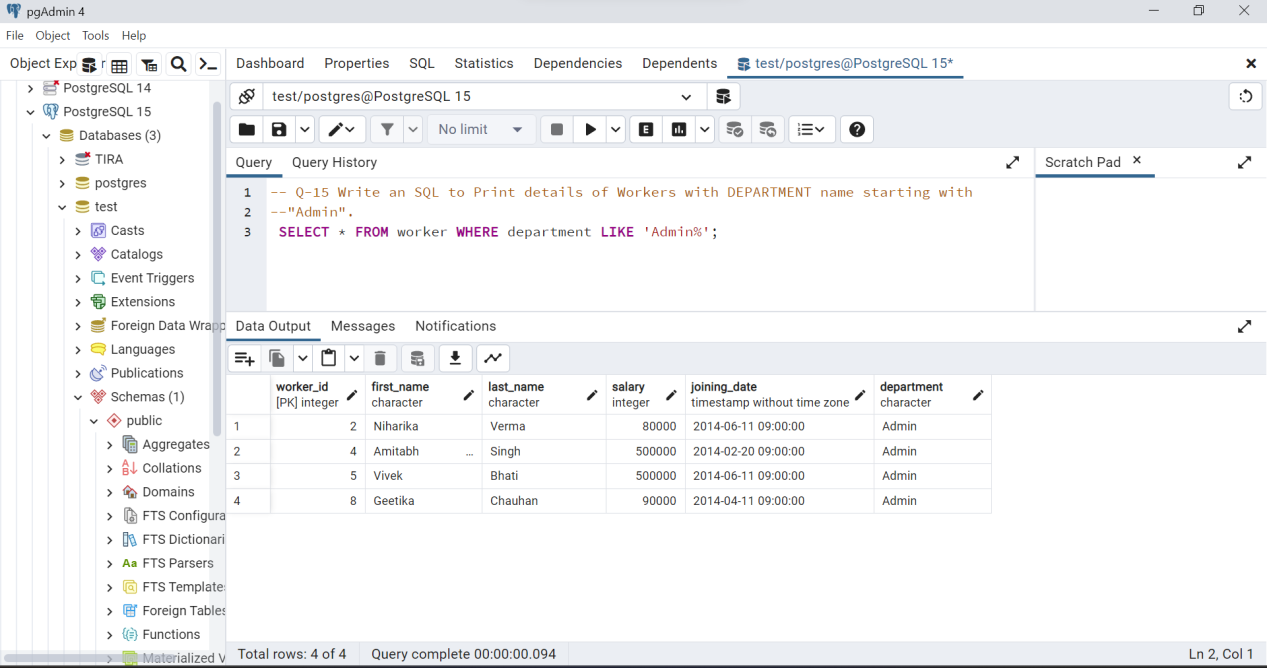 pgAdmin 4
File Object Tools Help
Object Exp r
Dashboard Properties SQL Statistics Dependencies Dependents test/postgres@PostgreSQL 15*
PostgreSQL 14
PostgreSQL 15
Databases (3)
TIRA
postgres
test
Casts
Catalogs
Event Triggers
Extensions
Foreign Data Wrapp
Languages
Publications
Schemas (1)
public
Aggregates
Collations
Domains
FTS Configura
FTS Dictionari
FTS Parsers
FTS Template
Foreign Tables
Functions
Materialized V
test/postgres@PostgreSQL 15
No limit
E
Query Query History
Scratch Pad
1 -- Q-15 Write an SQL to Print details of Workers with DEPARTMENT name starting with
2 --"Admin".
3 SELECT * FROM worker WHERE department LIKE 'Admin%';
Data Output Messages Notifications
worker_id first_name last_name salary joining_date department
[PK] integer character character integer timestamp without time zone character
1 2 Niharika Verma 80000 2014-06-11 09:00:00 Admin
2 4 Amitabh ... Singh 500000 2014-02-20 09:00:00 Admin
3 5 Vivek Bhati 500000 2014-06-11 09:00:00 Admin
4 8 Geetika Chauhan 90000 2014-04-11 09:00:00 Admin
Total rows: 4 of 4 Query complete 00:00:00.094 Ln 2, Col 1